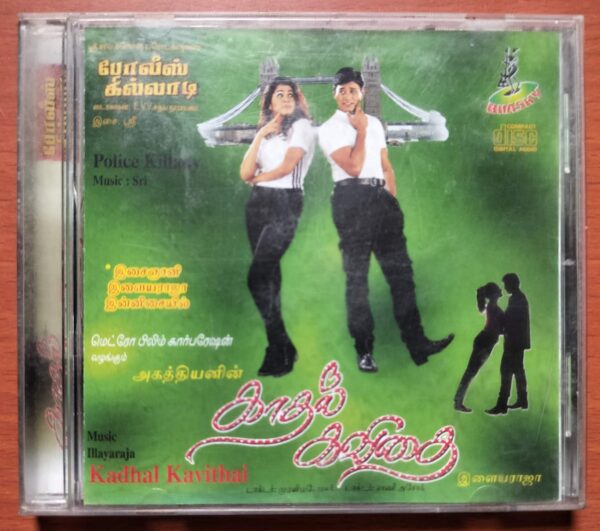 போலீஸ்
கில்லாடி
இசை. ஸ்ரீ
Police Killady
Music : Sri
COMPACT
disc
DIGITAL AUDIO
இசைஞானி
இளையராஜா
இன்னிசையில்
மெட்ரோ பிலிம் கார்பரேஷன்
வழங்கும்
அகத்தியனின்
காதல்
கவிதை
Music
Illayaraja
Kadhal Kavithai
இளையராஜா
போலீஸ்